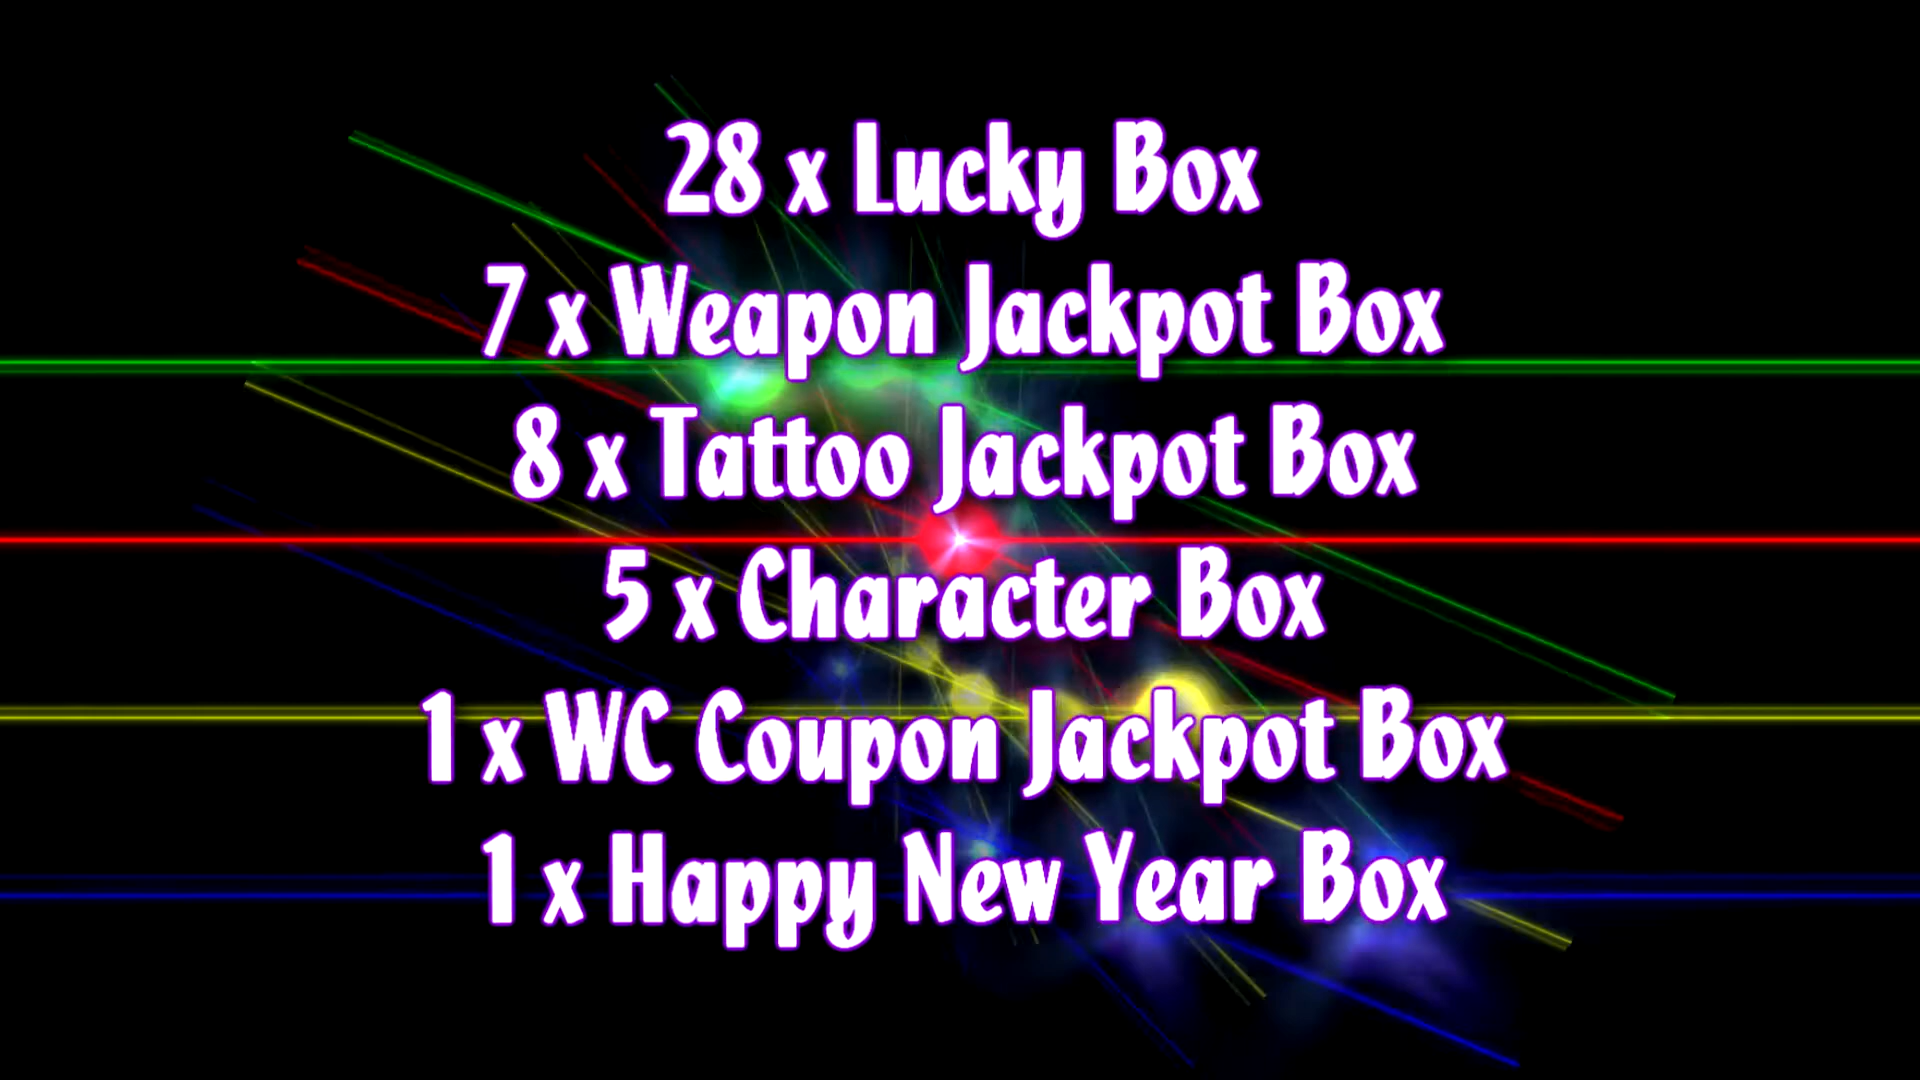 28 x Lucky Box
7 x Weapon Jackpot Box
8 x Tattoo Jackpot Box
5 x Character Box
1 x WC Coupon Jackpot Box
1 x Happy New Year Box